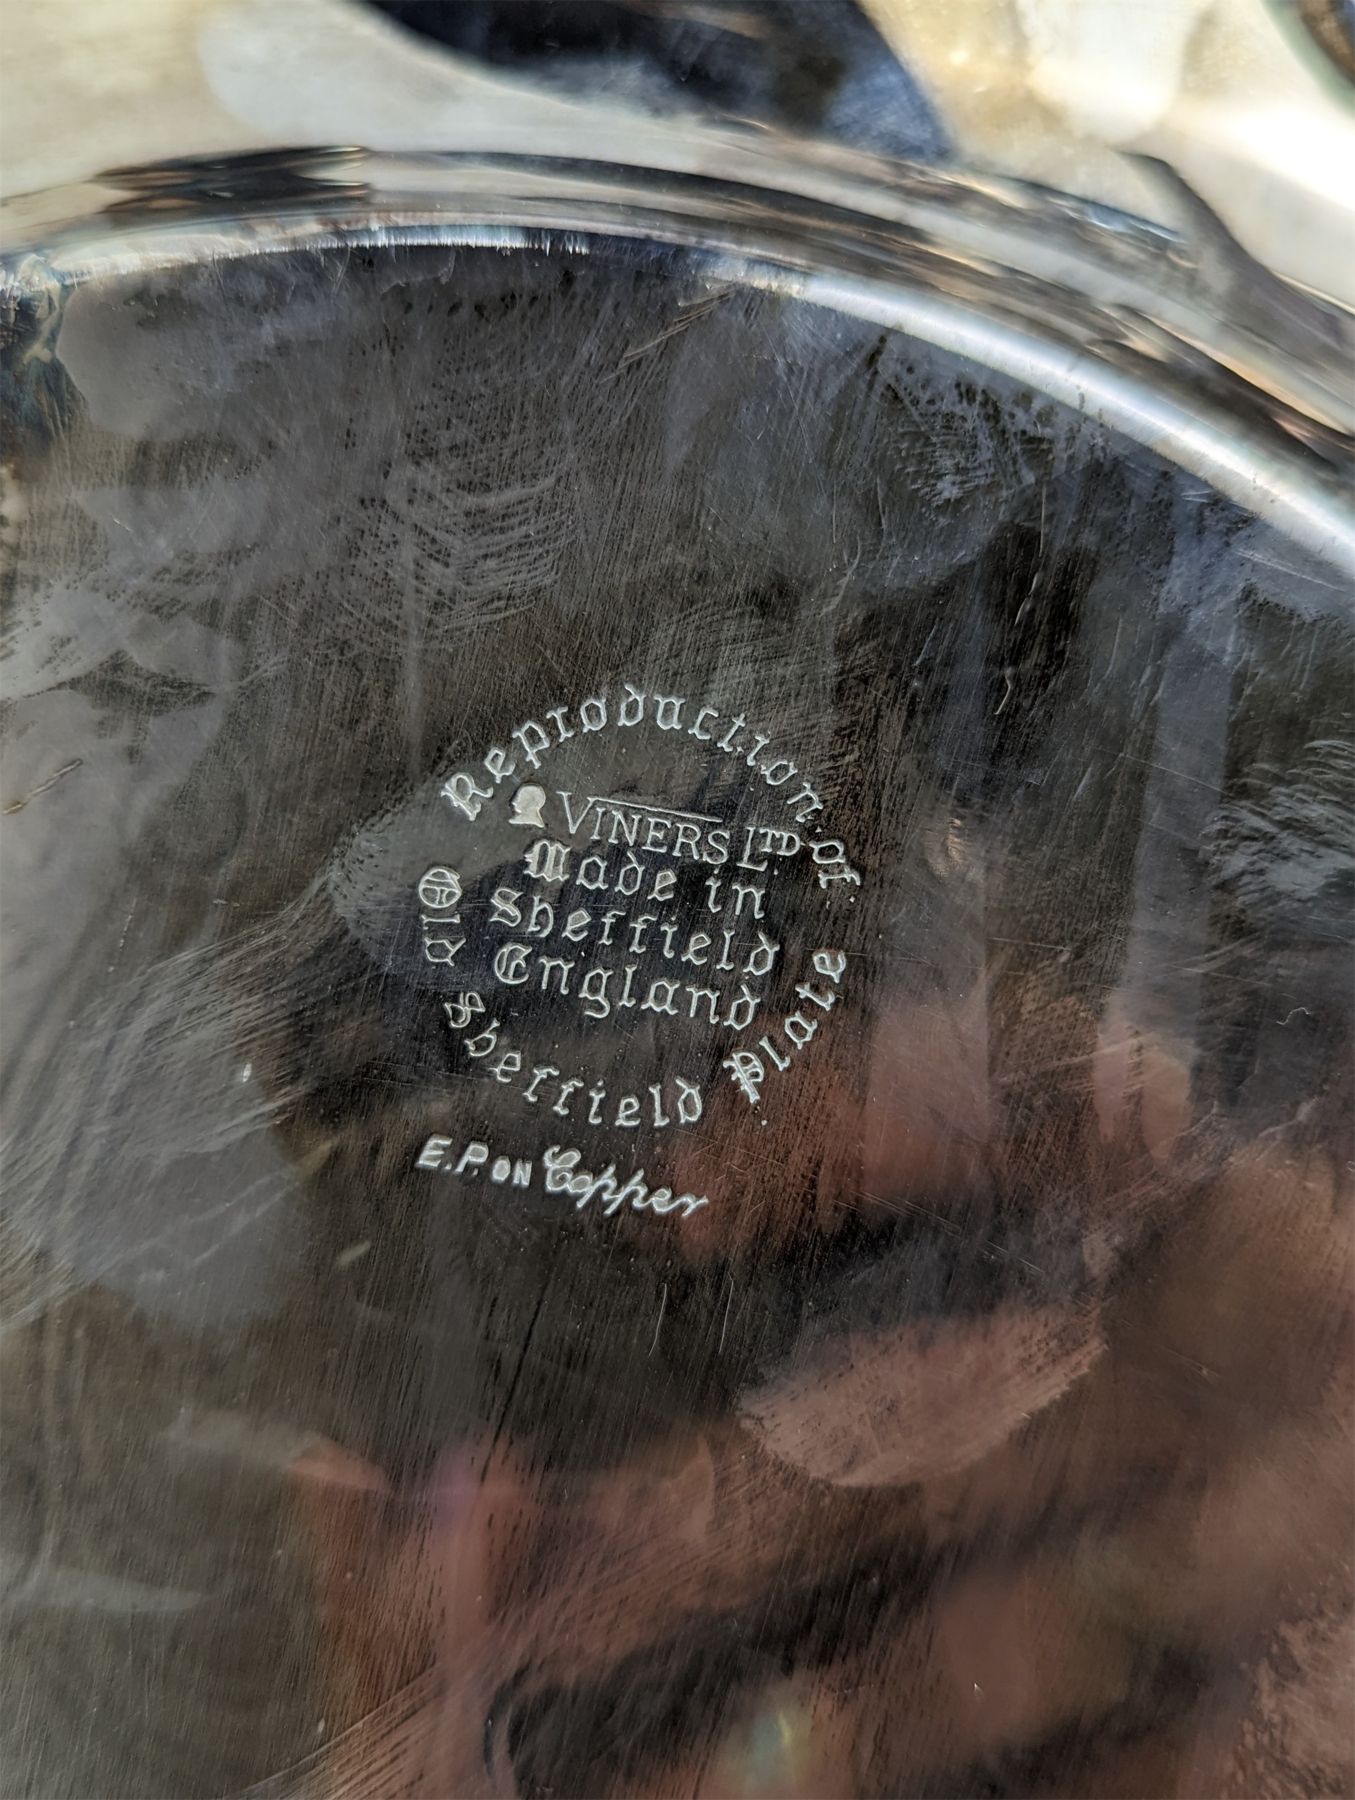 Reproduction of
VINERS LTD
Made in
Sheffield
England
Old Sheffield Plate
E.P. ON Copper